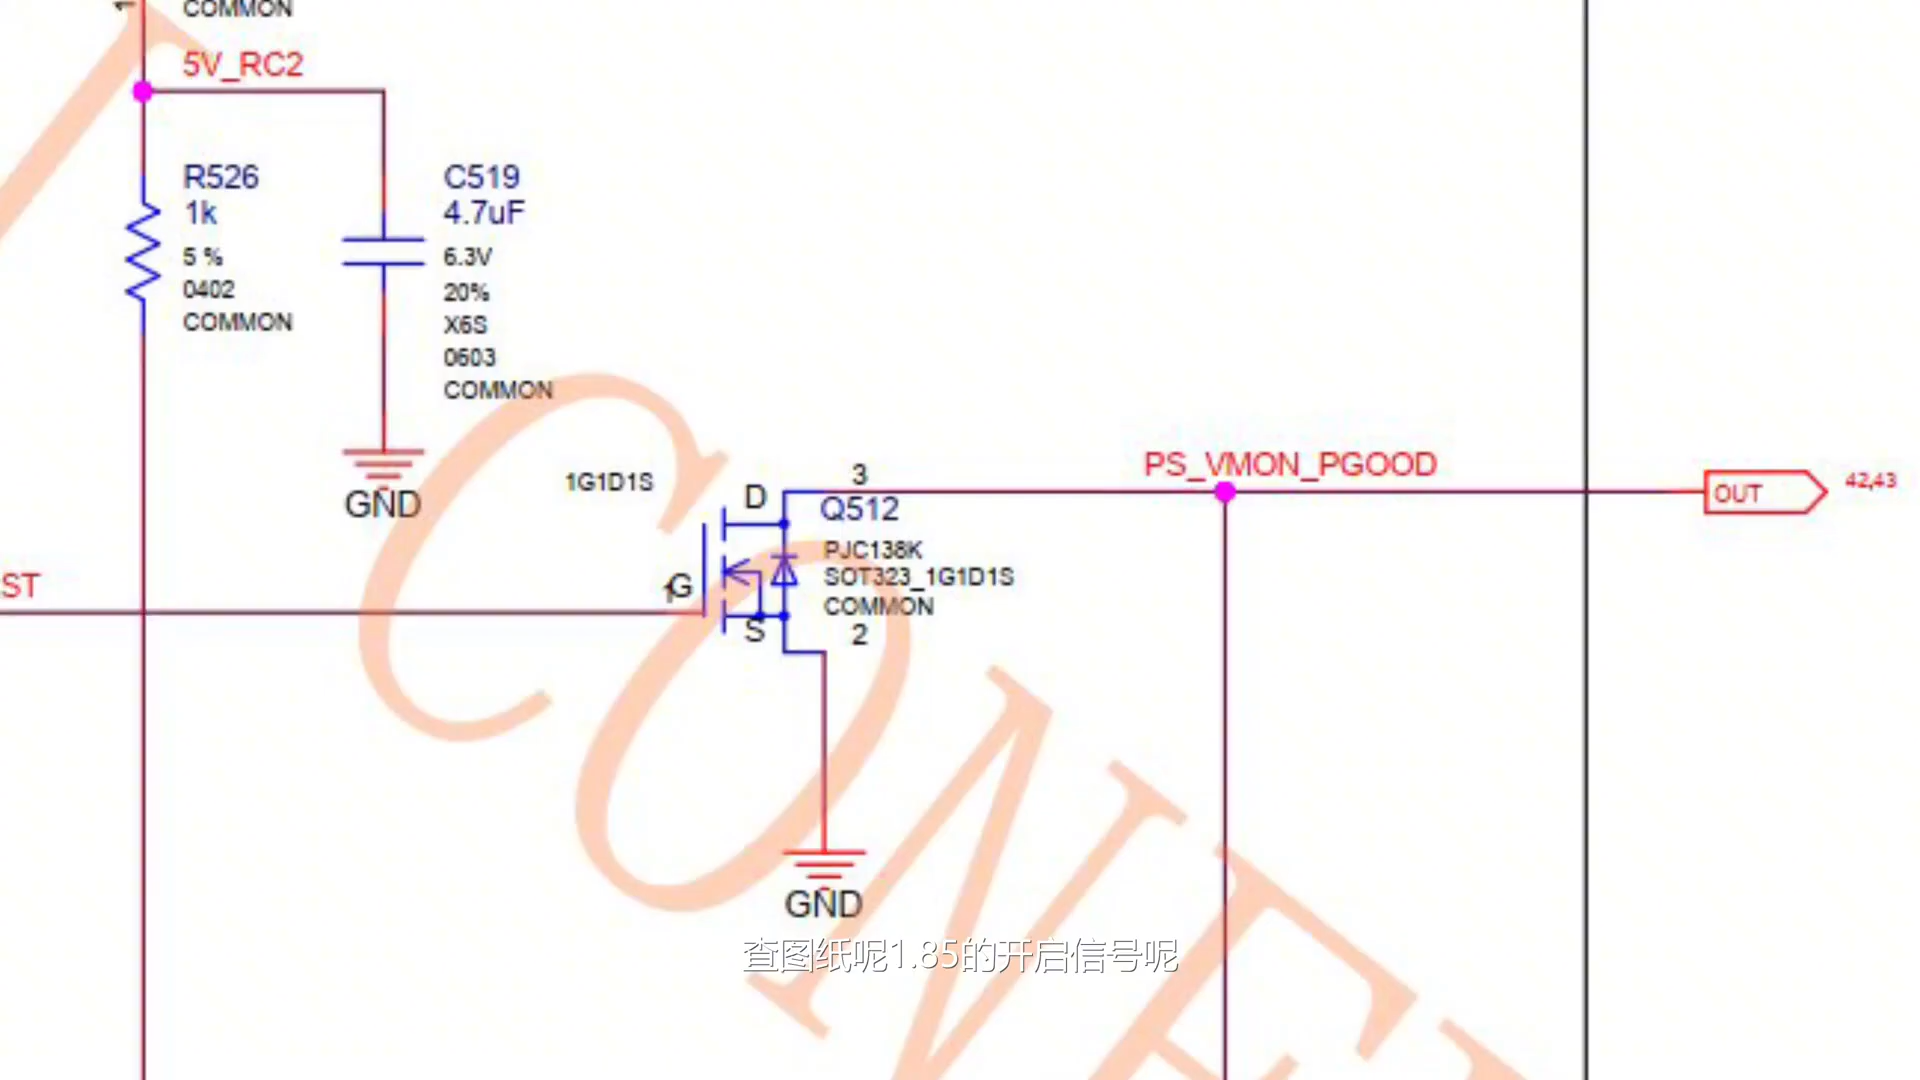 COMMON
5V_RC2
R526
1k
5 %
0402
COMMON
C519
4.7uF
6.3V
20%
X6S
0603
COMMON
GND
1G1D1S
D
3
Q512
PJC138K
SOT323_1G1D1S
COMMON
2
1
G
S
ST
GND
PS_VMON_PGOOD
OUT
42,43
CONF
查图纸呢1.85的开启信号呢